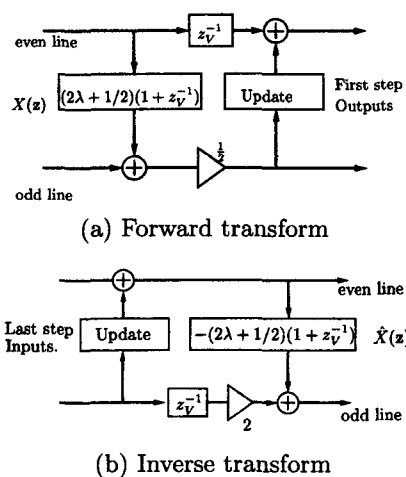 even line
z_V^{-1}
X(z)
(2λ + 1/2)(1 + z_V^{-1})
Update
First step
Outputs
1/2
odd line
(a) Forward transform
even line
Last step
Inputs.
Update
−(2λ + 1/2)(1 + z_V^{-1})
X̂(z)
z_V^{-1}
2
odd line
(b) Inverse transform